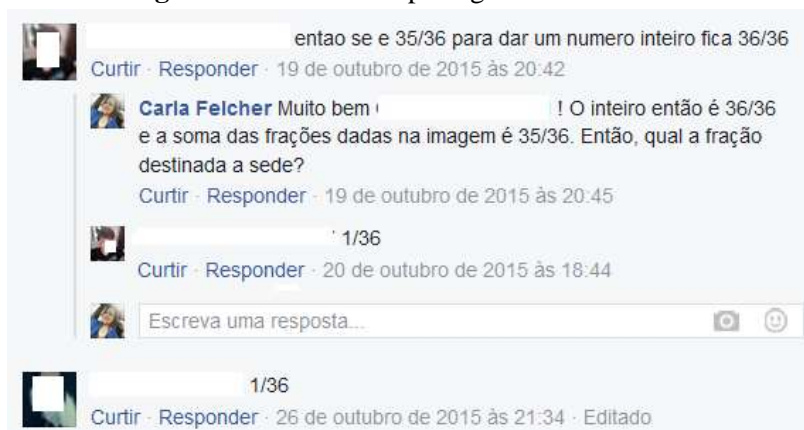 entao se e 35/36 para dar um numero inteiro fica 36/36
Curtir · Responder · 19 de outubro de 2015 às 20:42
Carla Felcher Muito bem ! O inteiro então é 36/36
e a soma das frações dadas na imagem é 35/36. Então, qual a fração
destinada a sede?
Curtir · Responder · 19 de outubro de 2015 às 20:45
1/36
Curtir · Responder · 20 de outubro de 2015 às 18:44
Escreva uma resposta...
1/36
Curtir · Responder · 26 de outubro de 2015 às 21:34 · Editado